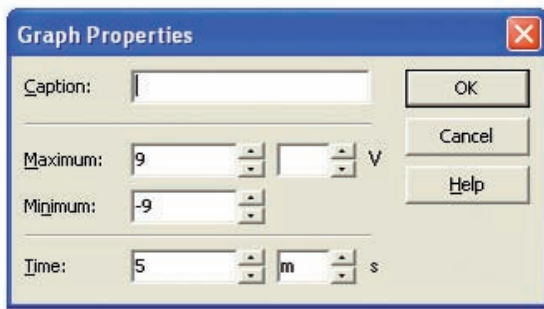 Graph Properties
Caption:
OK
Cancel
Maximum: 9 V
Help
Minimum: -9
Time: 5 m s